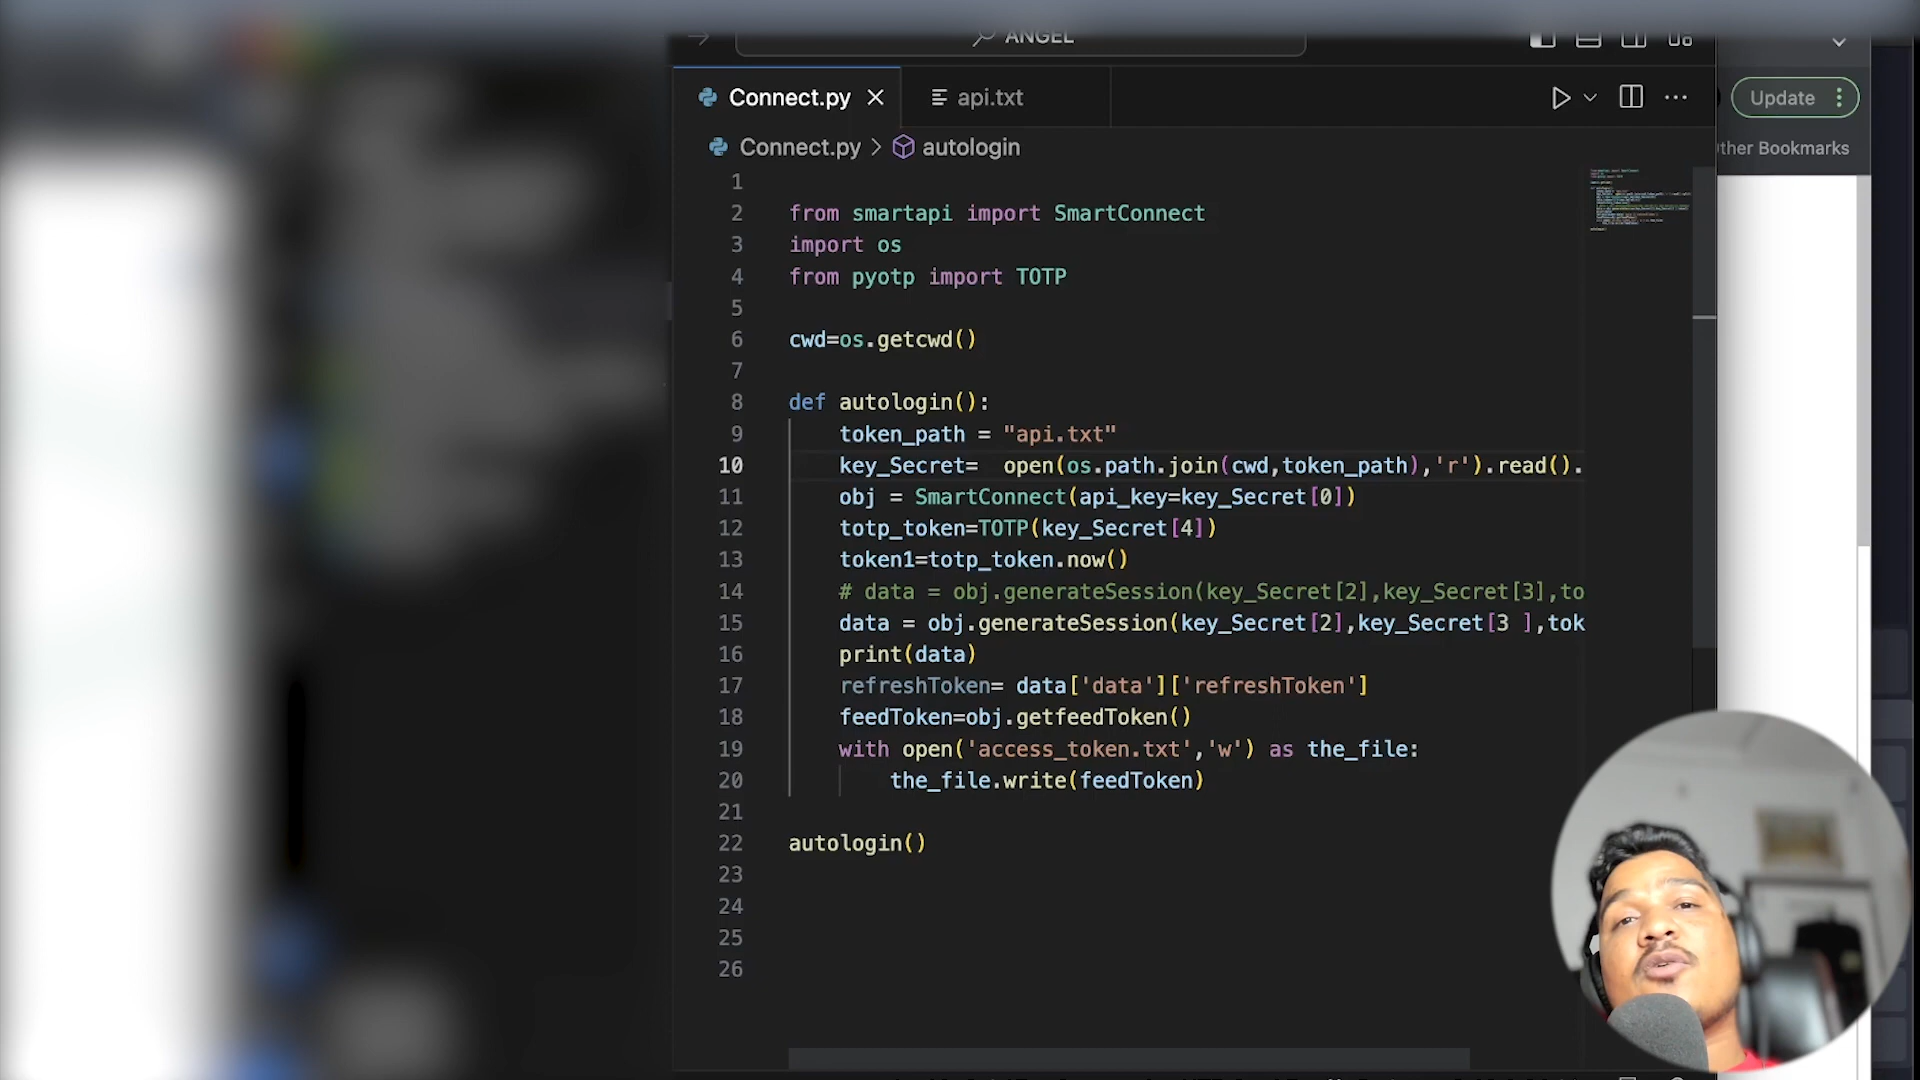 ANGEL
Connect.py
api.txt
Update
Connect.py > autologin
ther Bookmarks
1
2 from smartapi import SmartConnect
3 import os
4 from pyotp import TOTP
5
6 cwd=os.getcwd()
7
8 def autologin():
9 token_path = "api.txt"
10 key_Secret= open(os.path.join(cwd,token_path),'r').read().
11 obj = SmartConnect(api_key=key_Secret[0])
12 totp_token=TOTP(key_Secret[4])
13 token1=totp_token.now()
14 # data = obj.generateSession(key_Secret[2],key_Secret[3],to
15 data = obj.generateSession(key_Secret[2],key_Secret[3 ],tok
16 print(data)
17 refreshToken= data['data']['refreshToken']
18 feedToken=obj.getfeedToken()
19 with open('access_token.txt','w') as the_file:
20 the_file.write(feedToken)
21
22 autologin()
23
24
25
26